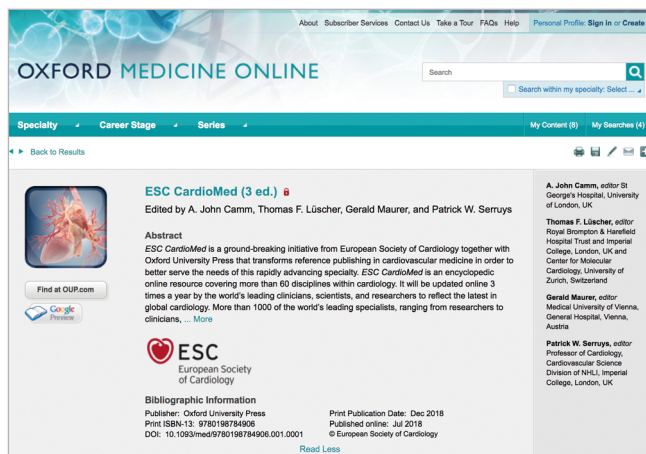 About Subscriber Services Contact Us Take a Tour FAQs Help Personal Profile: Sign in or Create
OXFORD MEDICINE ONLINE
Search
Search within my specialty: Select ...
Specialty Career Stage Series My Content (8) My Searches (4)
Back to Results
ESC CardioMed (3 ed.)
Edited by A. John Camm, Thomas F. Lüscher, Gerald Maurer, and Patrick W. Serruys
Abstract
ESC CardioMed is a ground-breaking initiative from European Society of Cardiology together with
Oxford University Press that transforms reference publishing in cardiovascular medicine in order to
better serve the needs of this rapidly advancing specialty. ESC CardioMed is an encyclopedic
online resource covering more than 60 disciplines within cardiology. It will be updated online 3
times a year by the world's leading clinicians, scientists, and researchers to reflect the latest in
global cardiology. More than 1000 of the world's leading specialists, ranging from researchers to
clinicians, ... More
Find at OUP.com
Google
Preview
ESC
European Society
of Cardiology
Bibliographic Information
Publisher: Oxford University Press Print Publication Date: Dec 2018
Print ISBN-13: 9780198784906 Published online: Jul 2018
DOI: 10.1093/med/9780198784906.001.0001 © European Society of Cardiology
Read Less
A. John Camm, editor St
George's Hospital, University
of London, UK
Thomas F. Lüscher, editor
Royal Brompton & Harefield
Hospital Trust and Imperial
College, London, UK and
Center for Molecular
Cardiology, University of
Zurich, Switzerland
Gerald Maurer, editor
Medical University of Vienna,
General Hospital, Vienna,
Austria
Patrick W. Serruys, editor
Professor of Cardiology,
Cardiovascular Science
Division of NHLI, Imperial
College, London, UK